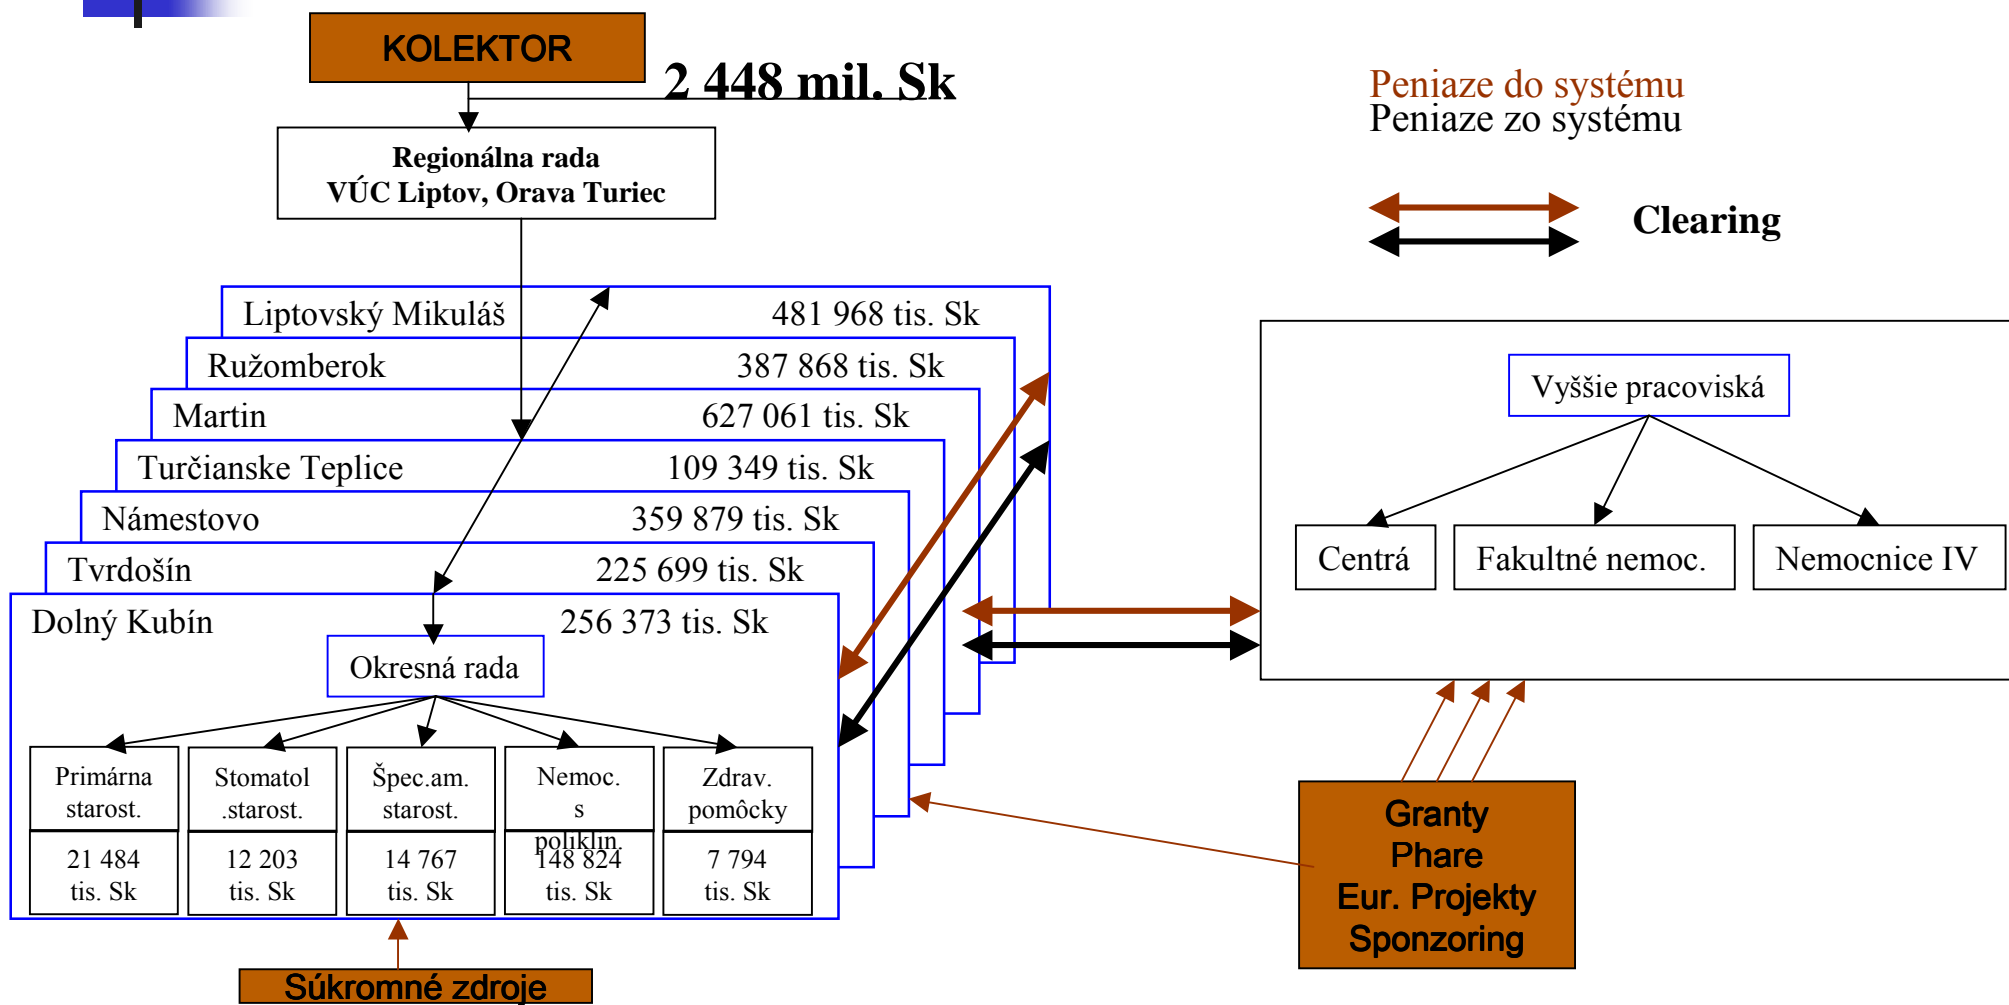 KOLEKTOR
2 448 mil. Sk
Peniaze do systému
Peniaze zo systému
Regionálna rada
VÚC Liptov, Orava Turiec
Clearing
Liptovský Mikuláš 481 968 tis. Sk
Ružomberok 387 868 tis. Sk
Martin 627 061 tis. Sk
Turčianske Teplice 109 349 tis. Sk
Námestovo 359 879 tis. Sk
Tvrdošín 225 699 tis. Sk
Dolný Kubín 256 373 tis. Sk
Okresná rada
Primárna
starost.
21 484
tis. Sk
Stomatol
.starost.
12 203
tis. Sk
Špec.am.
starost.
14 767
tis. Sk
Nemoc.
s
poliklin.
148 824
tis. Sk
Zdrav.
pomôcky
7 794
tis. Sk
Súkromné zdroje
Vyššie pracoviská
Centrá
Fakultné nemoc.
Nemocnice IV
Granty
Phare
Eur. Projekty
Sponzoring